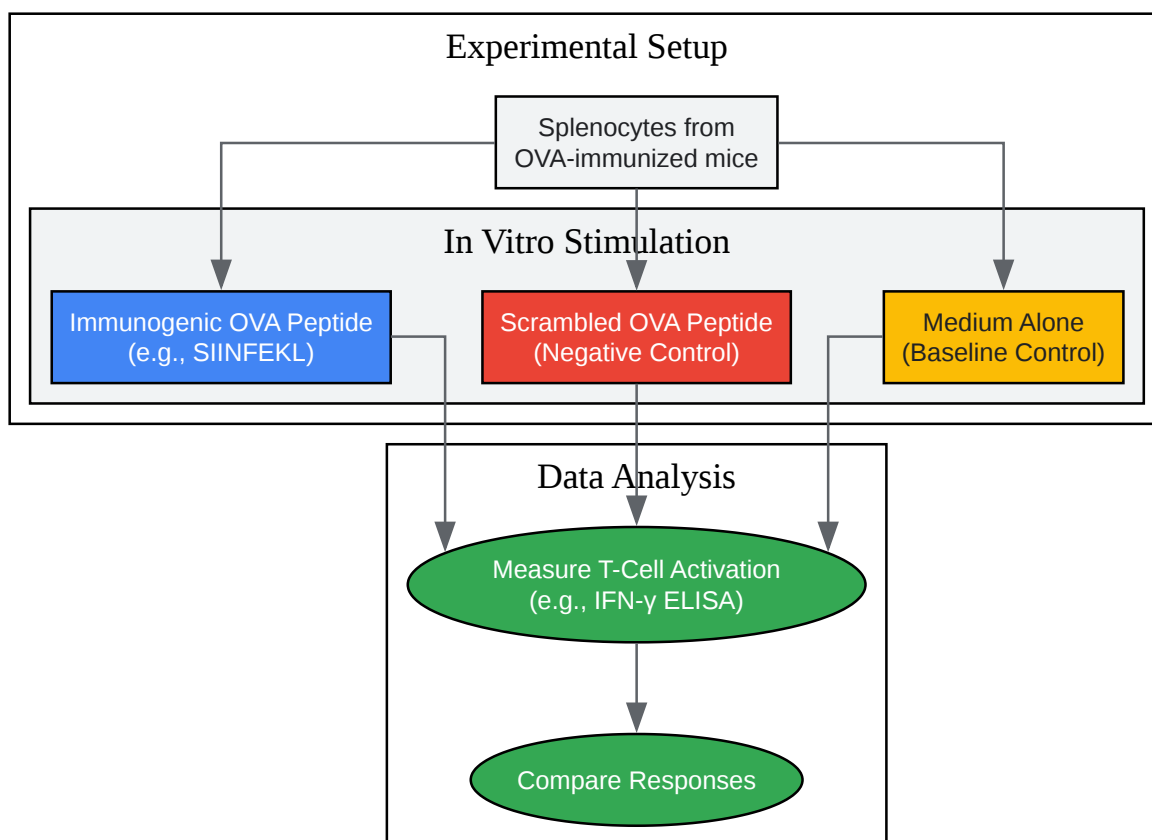 Experimental Setup
Splenocytes from
OVA-immunized mice
In Vitro Stimulation
Immunogenic OVA Peptide
(e.g., SIINFEKL)
Scrambled OVA Peptide
(Negative Control)
Medium Alone
(Baseline Control)
Data Analysis
Measure T-Cell Activation
(e.g., IFN-γ ELISA)
Compare Responses